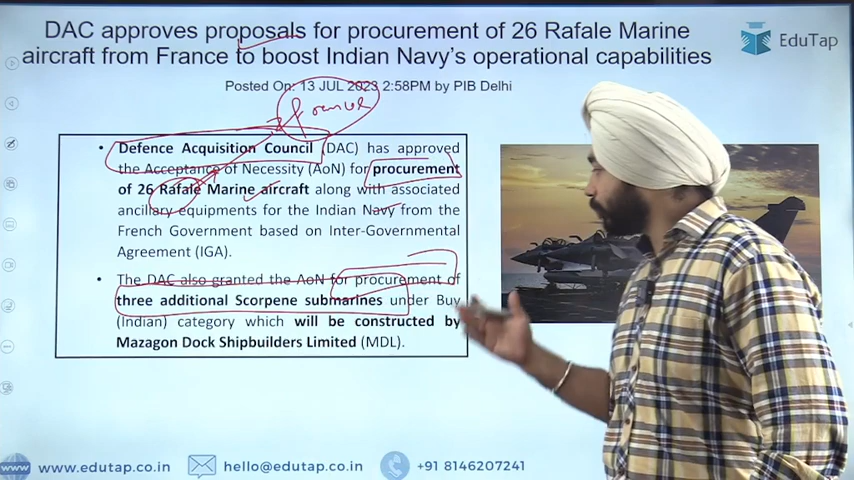 DAC approves proposals for procurement of 26 Rafale Marine
aircraft from France to boost Indian Navy's operational capabilities
EduTap
Posted On: 13 JUL 2023 2:58PM by PIB Delhi
france
• Defence Acquisition Council (DAC) has approved
the Acceptance of Necessity (AoN) for procurement
of 26 Rafale Marine aircraft along with associated
ancillary equipments for the Indian Navy from the
French Government based on Inter-Governmental
Agreement (IGA).
• The DAC also granted the AoN for procurement of
three additional Scorpene submarines under Buy
(Indian) category which will be constructed by
Mazagon Dock Shipbuilders Limited (MDL).
www.edutap.co.in
hello@edutap.co.in
+91 8146207241